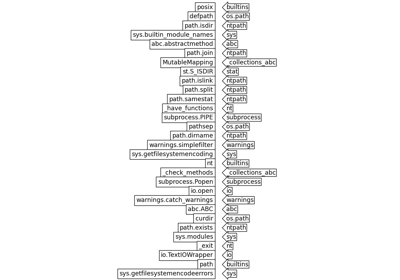 posix builtins
defpath os.path
path.isdir ntpath
sys.builtin_module_names sys
abc.abstractmethod abc
path.join ntpath
MutableMapping _collections_abc
st.S_ISDIR stat
path.islink ntpath
path.split ntpath
path.samestat ntpath
_have_functions nt
subprocess.PIPE subprocess
pathsep os.path
path.dirname ntpath
warnings.simplefilter warnings
sys.getfilesystemencoding sys
nt builtins
_check_methods _collections_abc
subprocess.Popen subprocess
io.open io
warnings.catch_warnings warnings
abc.ABC abc
curdir os.path
path.exists ntpath
sys.modules sys
_exit nt
io.TextIOWrapper io
path builtins
sys.getfilesystemencodeerrors sys